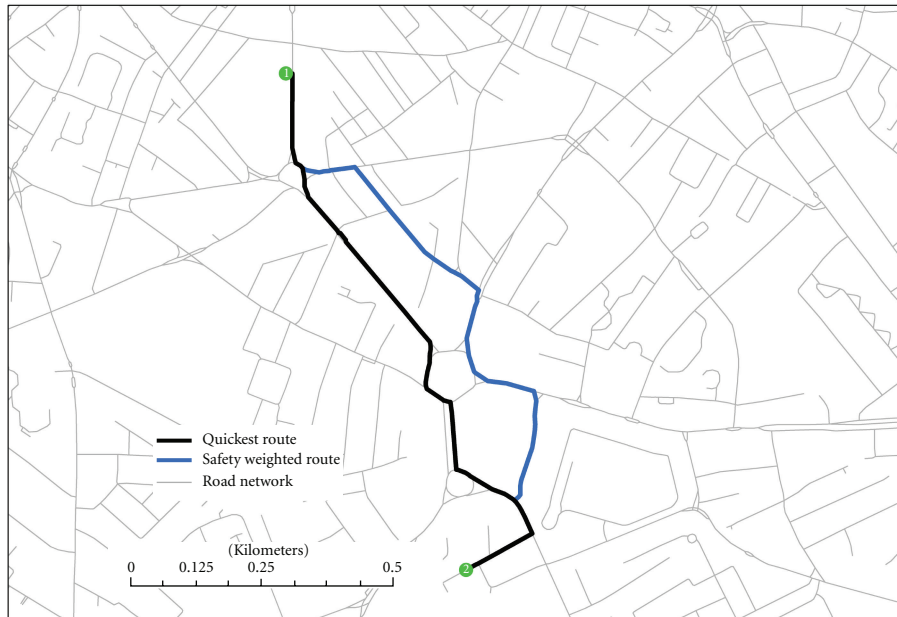 1
Quickest route
Safety weighted route
Road network
(Kilometers)
0 0.125 0.25 0.5
2